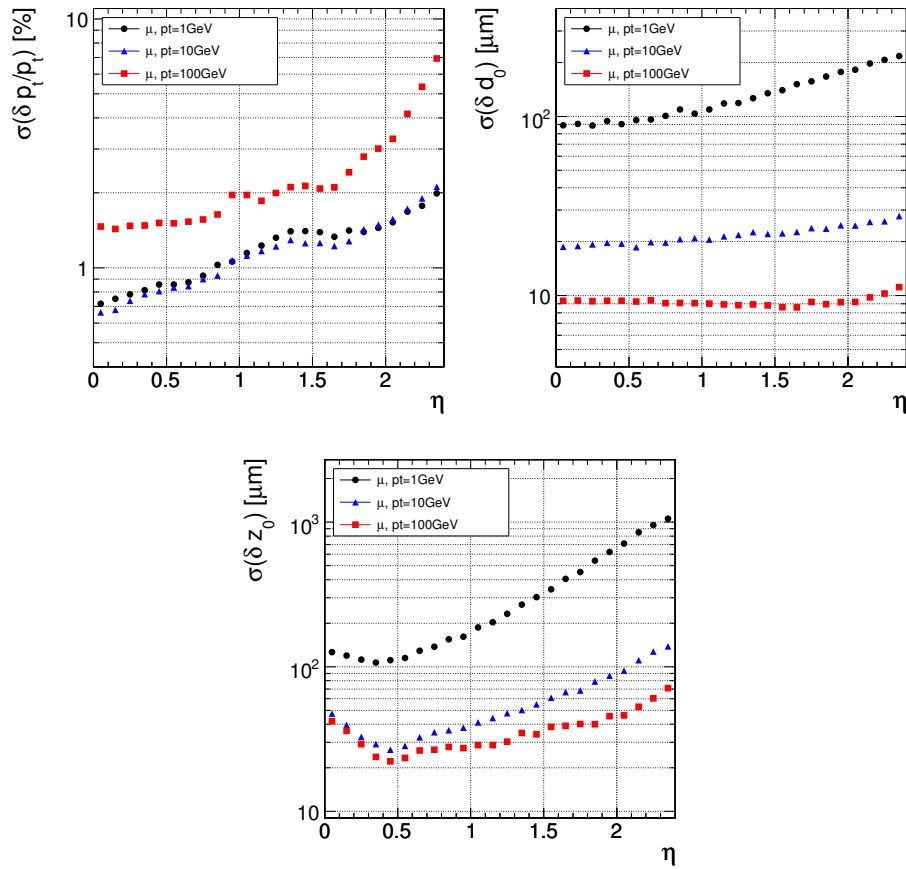 σ(δ p_t/p_t) [%]
10
1
μ, pt=1GeV
μ, pt=10GeV
μ, pt=100GeV
0 0.5 1 1.5 2
η
σ(δ d_0) [μm]
10^2
10
μ, pt=1GeV
μ, pt=10GeV
μ, pt=100GeV
0 0.5 1 1.5 2
η
σ(δ z_0) [μm]
10^3
10^2
10
μ, pt=1GeV
μ, pt=10GeV
μ, pt=100GeV
0 0.5 1 1.5 2
η